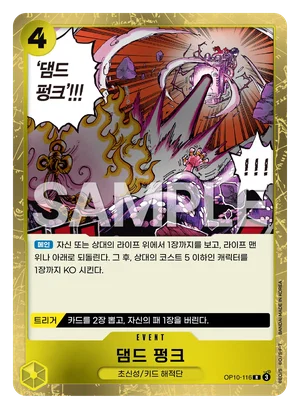 4
‘댐드
펑크’!!!
!!!
SAMPLE
메인 자신 또는 상대의 라이프 위에서 1장까지를 보고, 라이프 맨
위나 아래로 되돌린다. 그 후, 상대의 코스트 5 이하인 캐릭터를
1장까지 KO 시킨다.
트리거 카드를 2장 뽑고, 자신의 패 1장을 버린다.
EVENT
댐드 펑크
초신성/키드 해적단
OP10-116 R 3